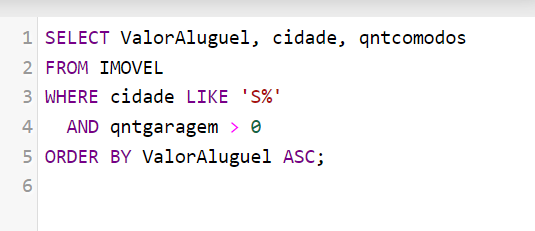 1 SELECT ValorAluguel, cidade, qntcomodos
2 FROM IMOVEL
3 WHERE cidade LIKE 'S%'
4   AND qntgaragem > 0
5 ORDER BY ValorAluguel ASC;
6